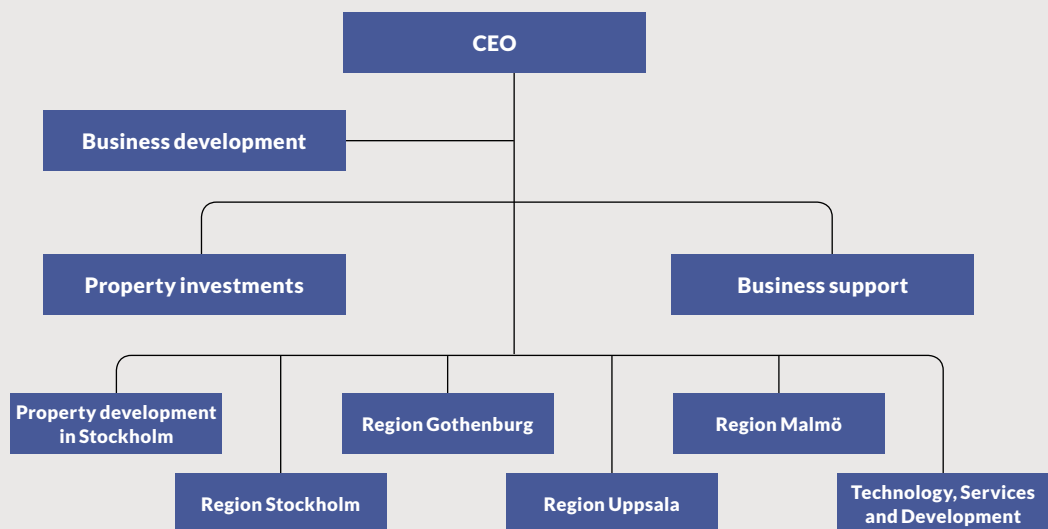 CEO
Business development
Property investments
Business support
Property development
in Stockholm
Region Gothenburg
Region Malmö
Region Stockholm
Region Uppsala
Technology, Services
and Development